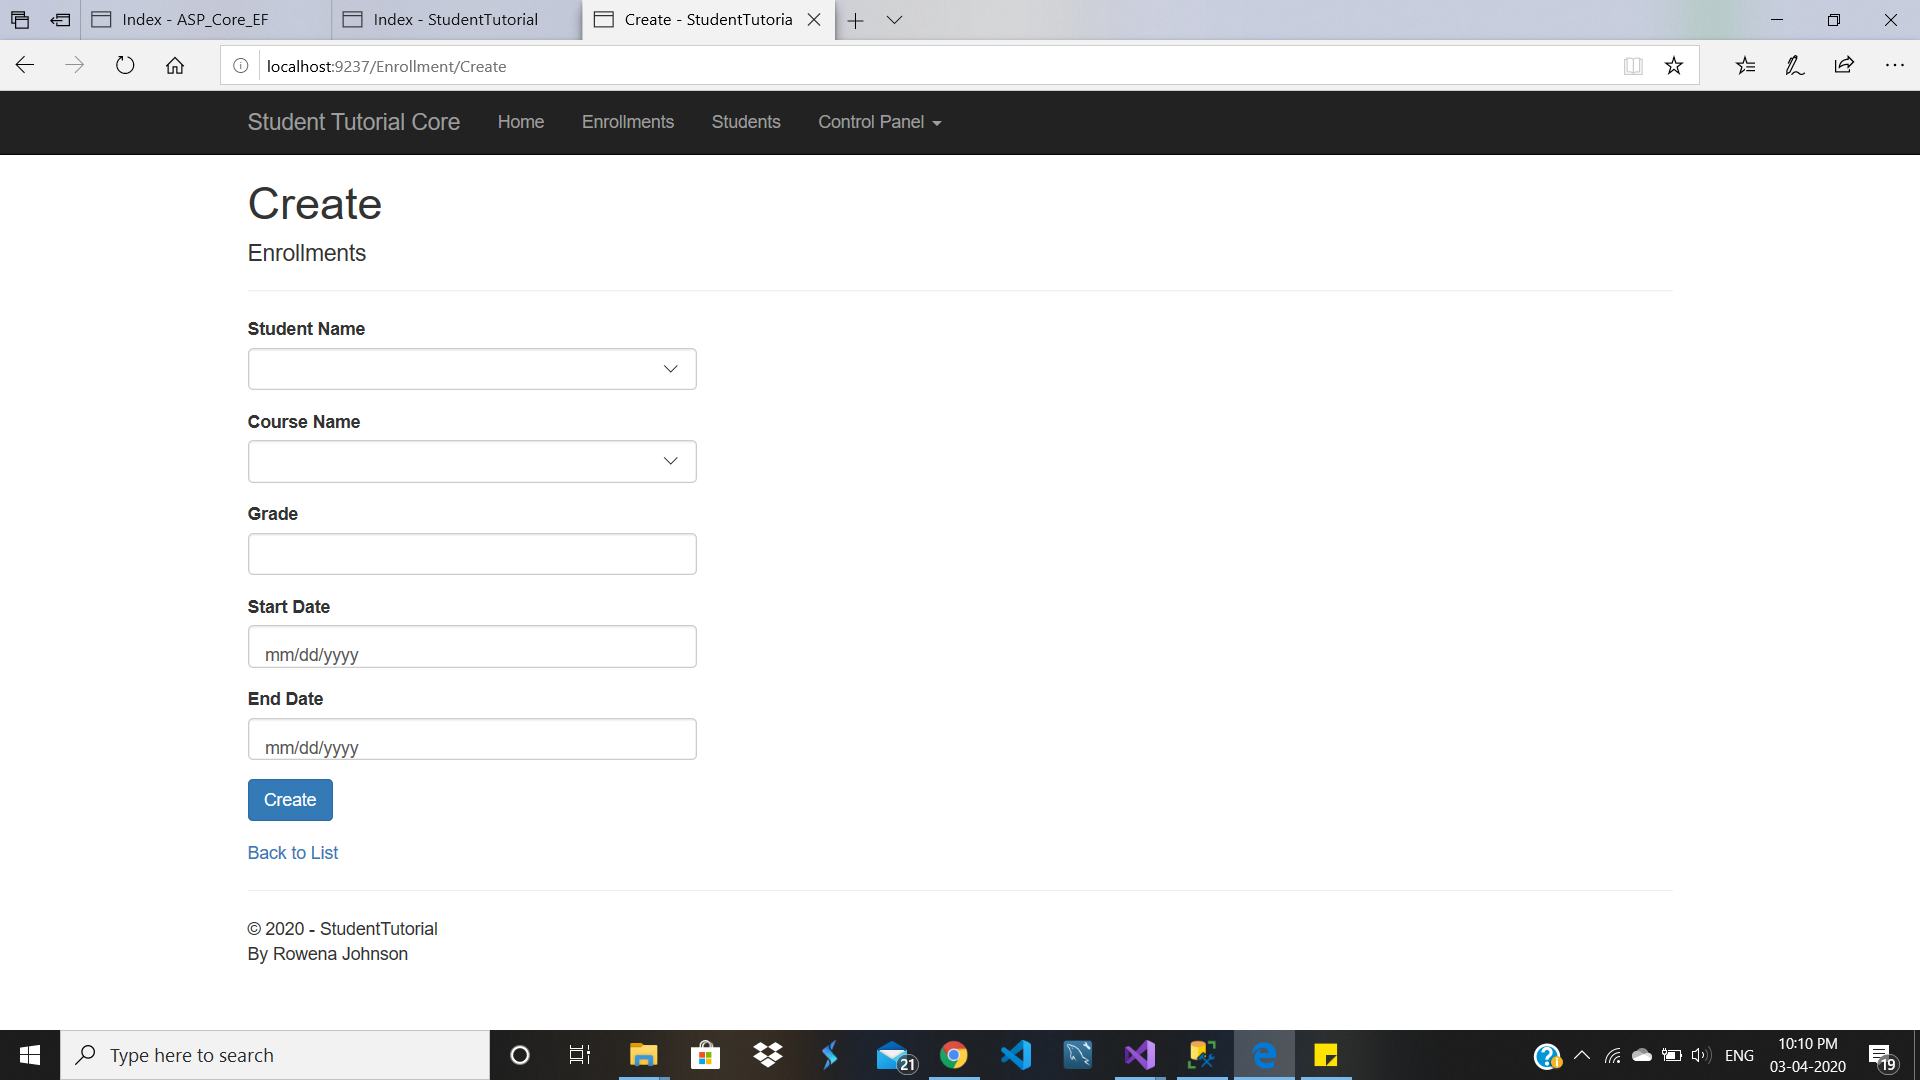 Index - ASP_Core_EF
Index - StudentTutorial
Create - StudentTutoria
localhost:9237/Enrollment/Create
Student Tutorial Core
Home
Enrollments
Students
Control Panel
Create
Enrollments
Student Name
Course Name
Grade
Start Date
mm/dd/yyyy
End Date
mm/dd/yyyy
Create
Back to List
© 2020 - StudentTutorial
By Rowena Johnson
Type here to search
21
ENG
10:10 PM
03-04-2020
19